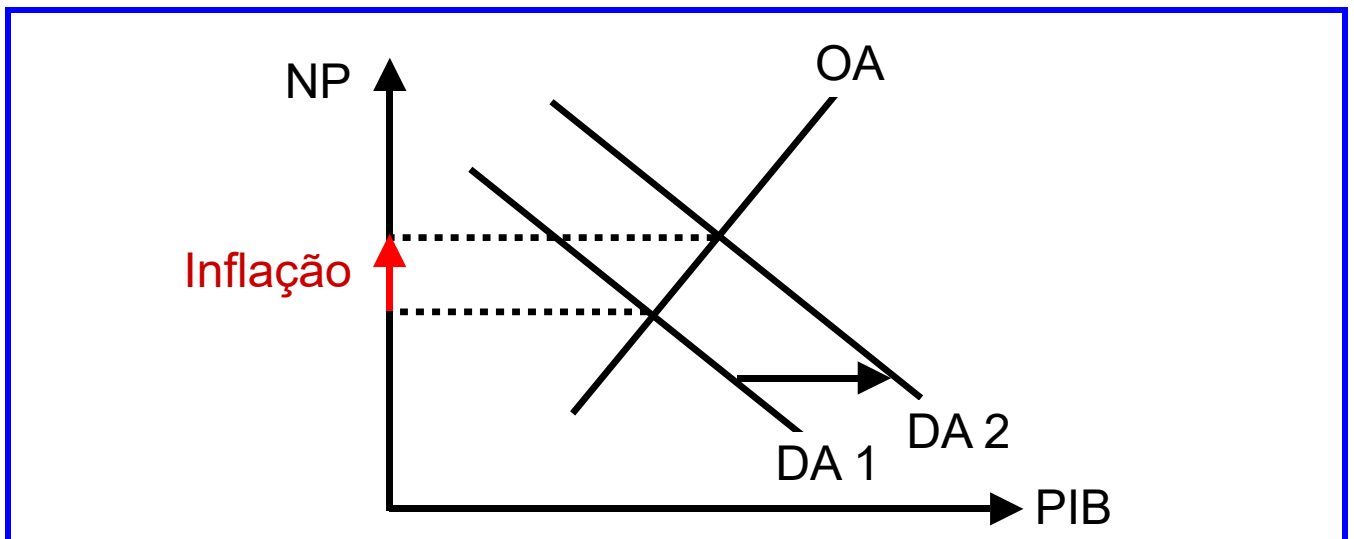 OA
NP
Inflação
DA 2
DA 1
PIB